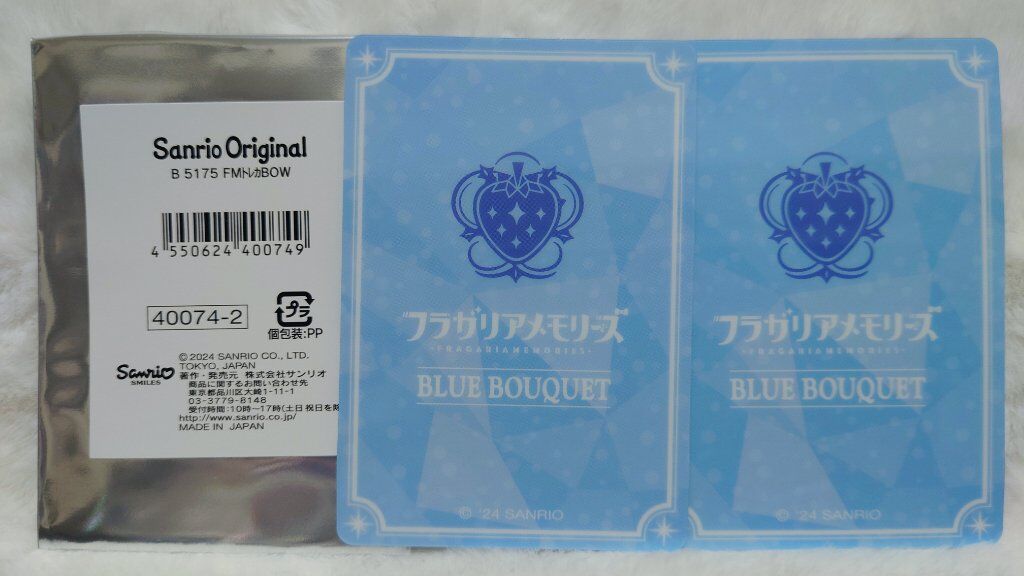 Sanrio Original
B 5175 FMトレカBOW
4 550624 400749
40074-2
プラ
個包装:PP
Sanrio
SMILES
©2024 SANRIO CO., LTD.
TOKYO, JAPAN
著作・発売元 株式会社サンリオ
商品に関するお問い合わせ先
東京都品川区大崎1-11-1
03-3779-8148
受付時間:10時〜17時(土日祝日を除
http://www.sanrio.co.jp/
MADE IN JAPAN
フラガリアメモリーズ
FRAGARIAMEMORIES
BLUE BOUQUET
© '24 SANRIO
フラガリアメモリーズ
FRAGARIAMEMORIES
BLUE BOUQUET
© '24 SANRIO